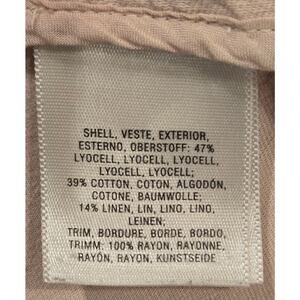 SHELL, VESTE, EXTERIOR,
ESTERNO, OBERSTOFF: 47%
LYOCELL, LYOCELL, LYOCELL,
LYOCELL, LYOCELL;
39% COTTON, COTON, ALGODÓN,
COTONE, BAUMWOLLE;
14% LINEN, LIN, LINO, LINO,
LEINEN;
TRIM, BORDURE, BORDE, BORDO,
TRIMM: 100% RAYON, RAYONNE,
RAYÓN, RAYON, KUNSTSEIDE